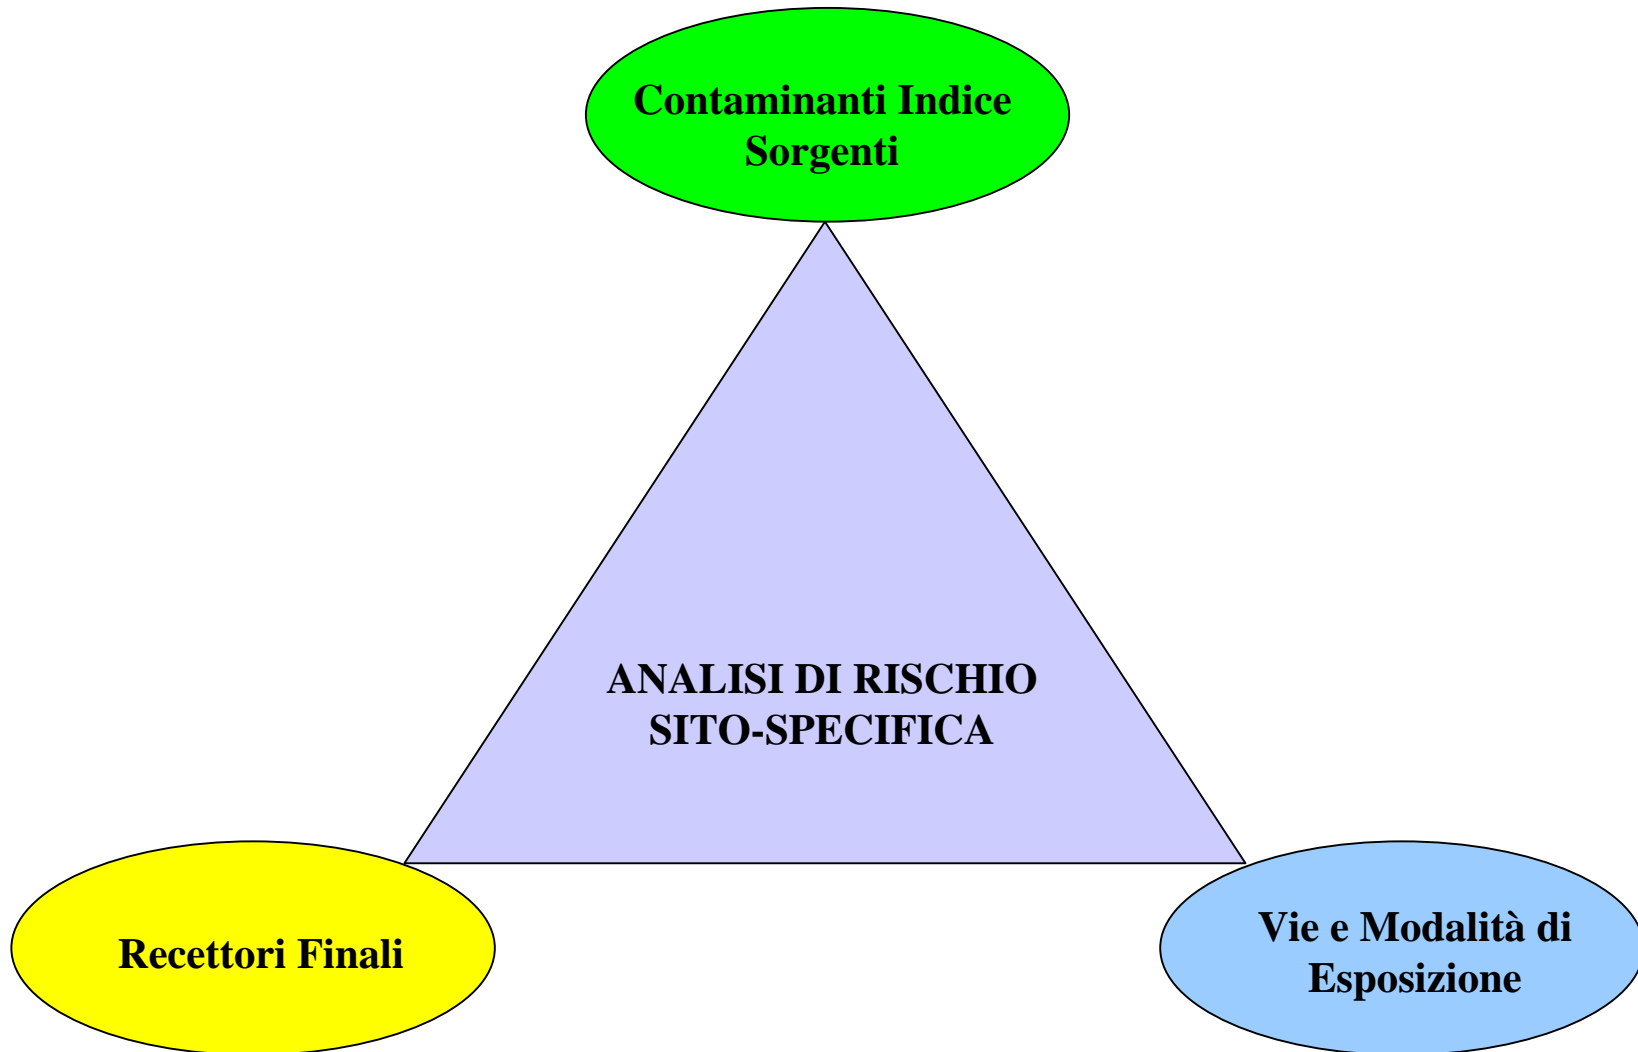 Contaminanti Indice
Sorgenti
ANALISI DI RISCHIO
SITO-SPECIFICA
Recettori Finali
Vie e Modalità di
Esposizione